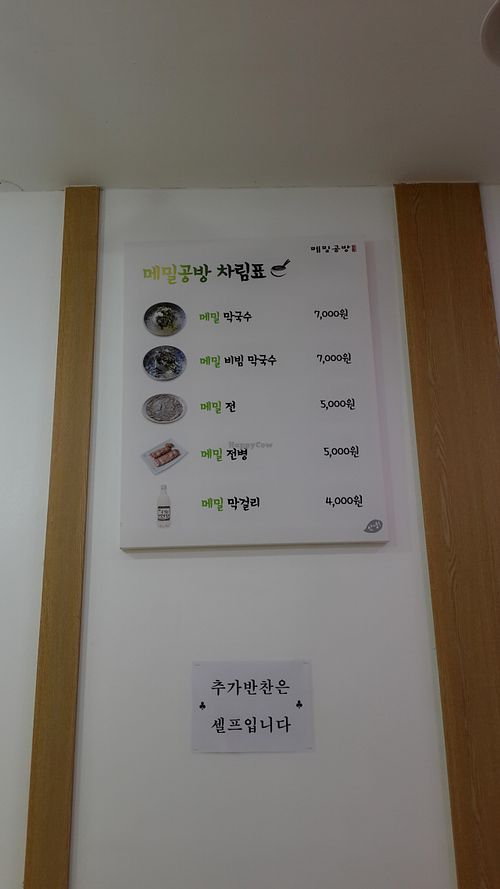 메밀공방
메밀공방 차림표
메밀 막국수 7,000원
메밀 비빔 막국수 7,000원
메밀 전 5,000원
HappyCow
메밀 전병 5,000원
메밀 막걸리 4,000원
추가반찬은
♣ ♣
셀프입니다